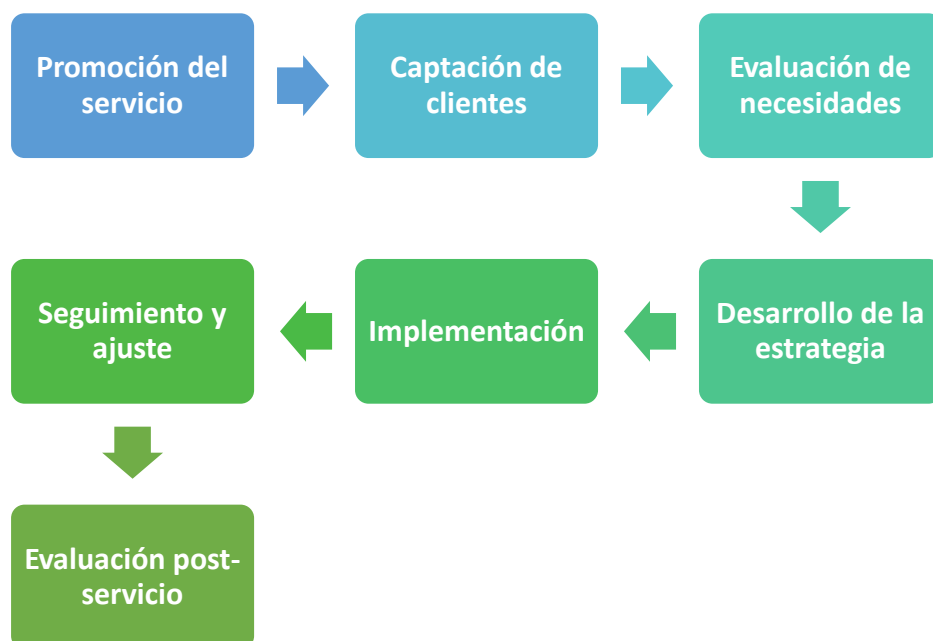 Promoción del
servicio
Captación de
clientes
Evaluación de
necesidades
Desarrollo de la
estrategia
Implementación
Seguimiento y
ajuste
Evaluación post-
servicio